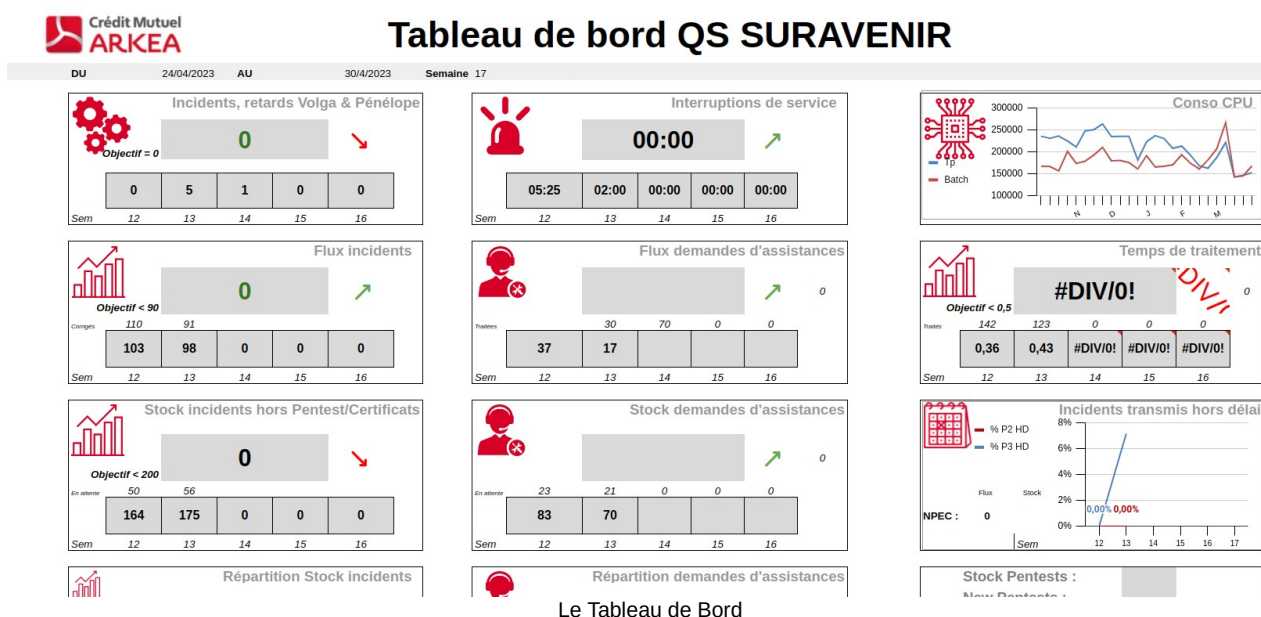 Crédit Mutuel
ARKEA
Tableau de bord QS SURAVENIR
DU 24/04/2023 AU 30/4/2023 Semaine 17
Incidents, retards Volga & Pénélope
Objectif = 0
0
0 5 1 0 0
Sem 12 13 14 15 16
Interruptions de service
00:00
05:25 02:00 00:00 00:00 00:00
Sem 12 13 14 15 16
Conso CPU
Tp
Batch
300000
250000
200000
150000
100000
N D J F M
Flux incidents
0
Objectif < 90
Corrigés 110 91
103 98 0 0 0
Sem 12 13 14 15 16
Flux demandes d'assistances
0
Traitées 30 70 0 0
37 17
Sem 12 13 14 15 16
Temps de traitement
#DIV/0!
#DIV/0!
0
Objectif < 0,5
Traités 142 123 0 0 0
0,36 0,43 #DIV/0! #DIV/0! #DIV/0!
Sem 12 13 14 15 16
Stock incidents hors Pentest/Certificats
0
Objectif < 200
En attente 50 56
164 175 0 0 0
Sem 12 13 14 15 16
Stock demandes d'assistances
0
En attente 23 21 0 0 0
83 70
Sem 12 13 14 15 16
Incidents transmis hors délai
% P2 HD
% P3 HD
8%
6%
4%
2%
0%
0,00% 0,00%
Flux Stock
NPEC : 0
Sem 12 13 14 15 16 17
Répartition Stock incidents
Répartition demandes d'assistances
Stock Pentests :
New Pentests :
Le Tableau de Bord